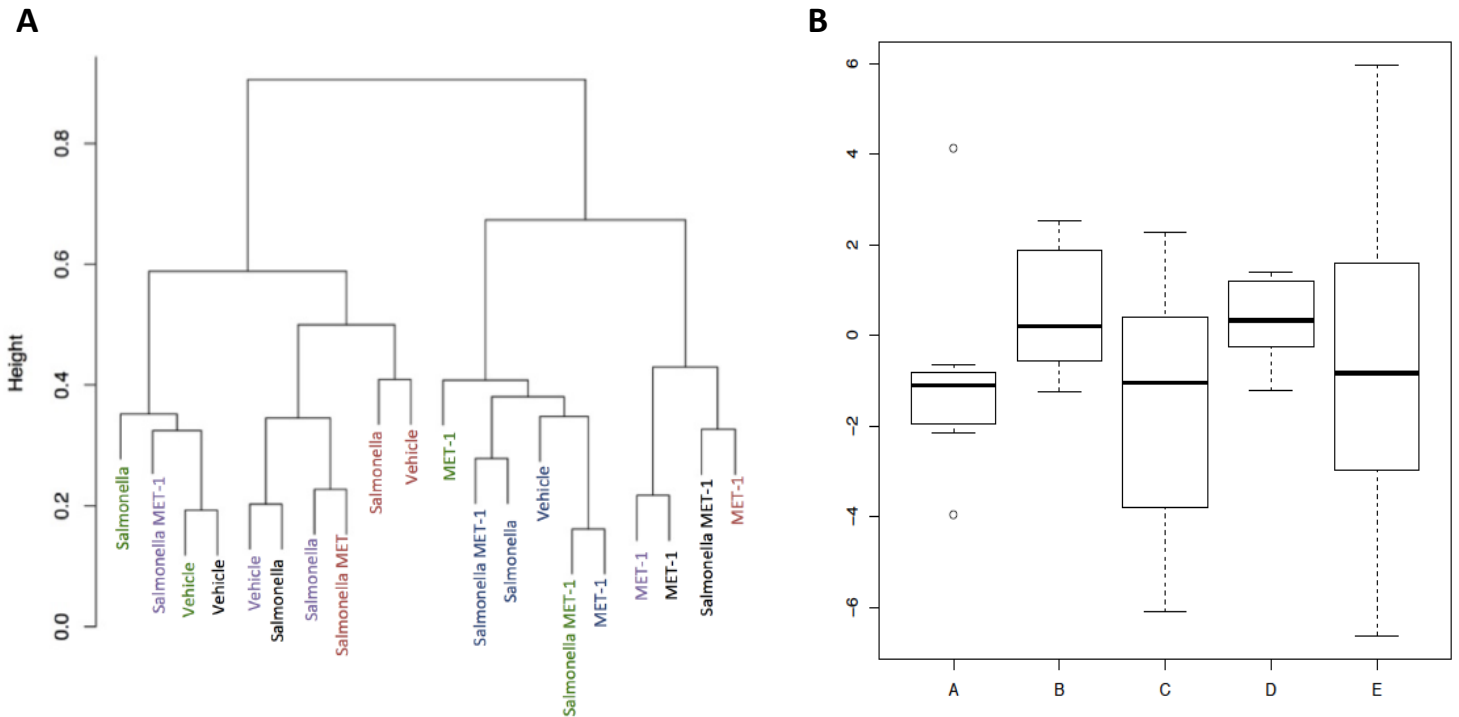 A
B
Height
0.0
0.2
0.4
0.6
0.8
Salmonella
Salmonella MET-1
Vehicle
Vehicle
Vehicle
Salmonella
Salmonella
Salmonella MET
Salmonella
Vehicle
MET-1
Salmonella MET-1
Salmonella
Vehicle
Salmonella MET-1
MET-1
MET-1
MET-1
Salmonella MET-1
MET-1
6
4
2
0
−2
−4
−6
A B C D E